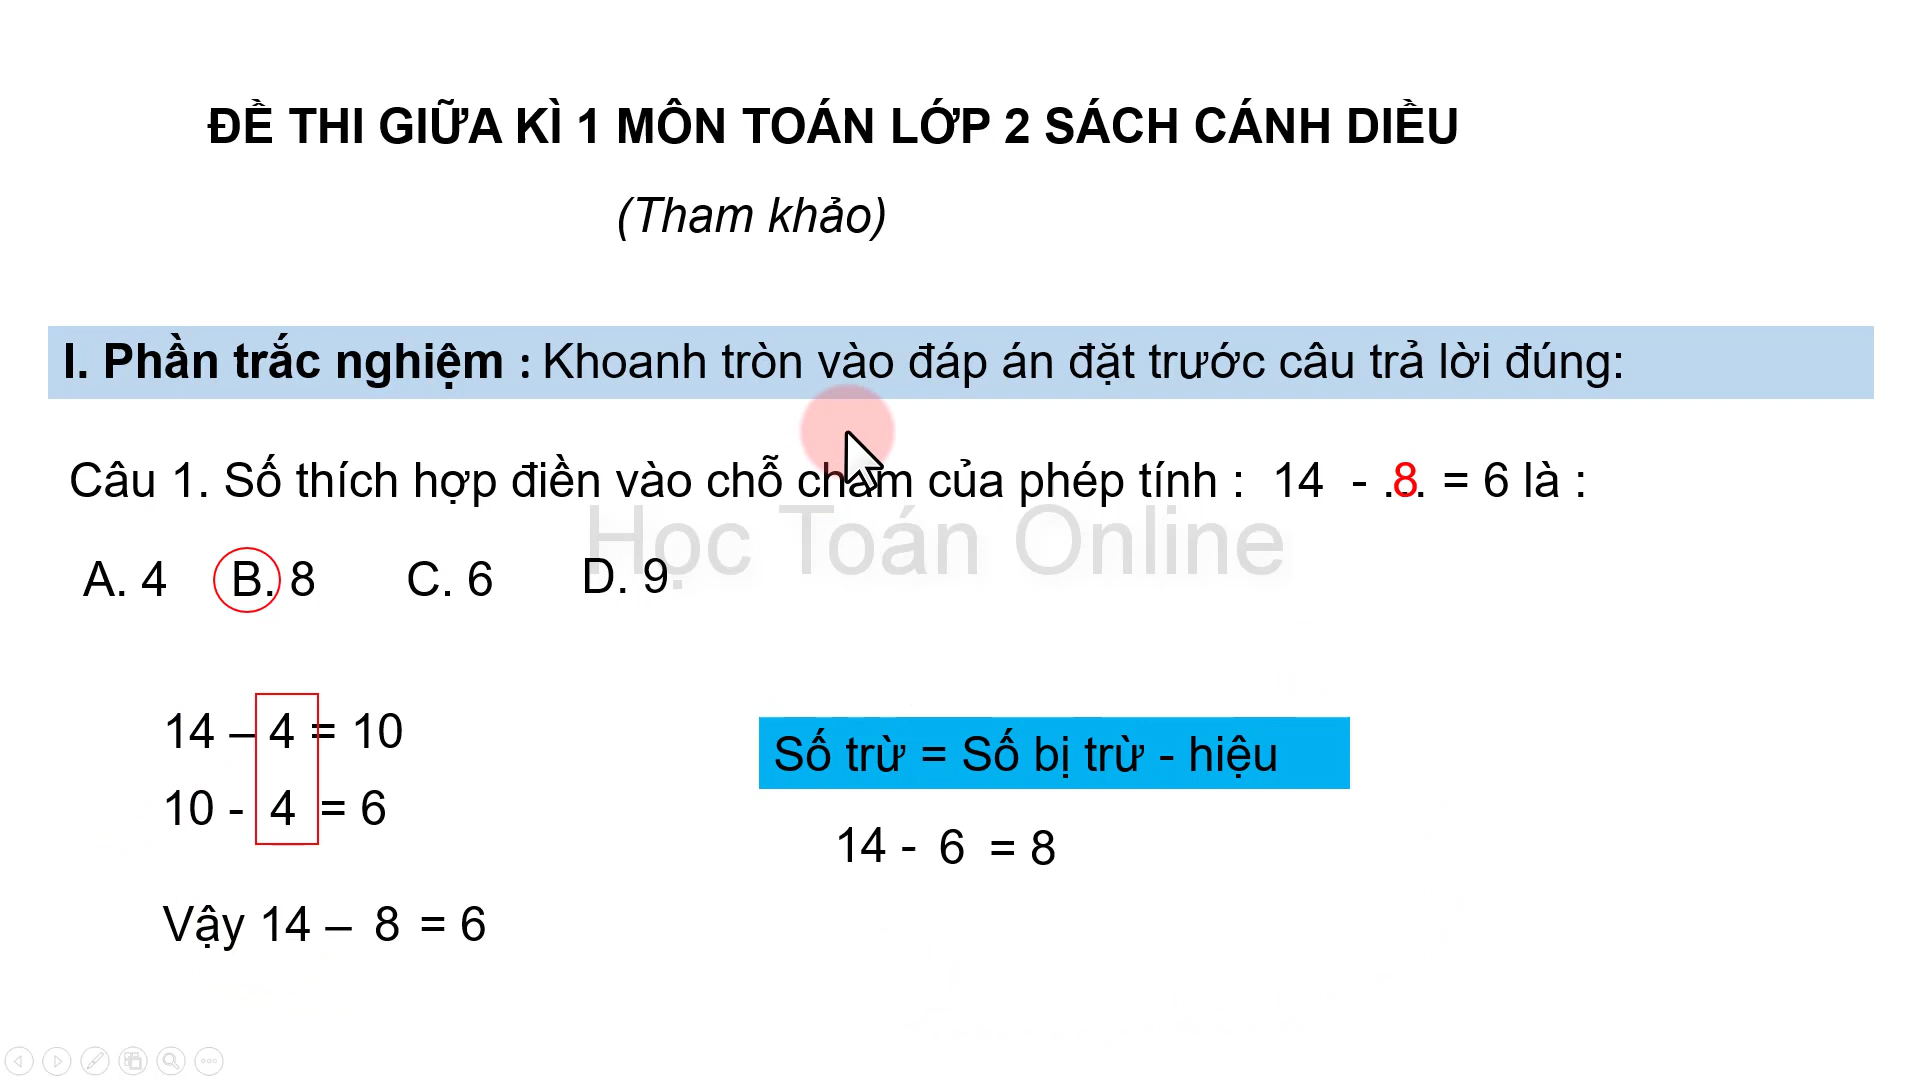 ĐỀ THI GIỮA KÌ 1 MÔN TOÁN LỚP 2 SÁCH CÁNH DIỀU
(Tham khảo)
I. Phần trắc nghiệm : Khoanh tròn vào đáp án đặt trước câu trả lời đúng:
Câu 1. Số thích hợp điền vào chỗ chấm của phép tính : 14 - .8. = 6 là :
Học Toán Online
A. 4 B. 8 C. 6 D. 9
14 – 4 = 10
10 - 4 = 6
Vậy 14 – 8 = 6
Số trừ = Số bị trừ - hiệu
14 - 6 = 8